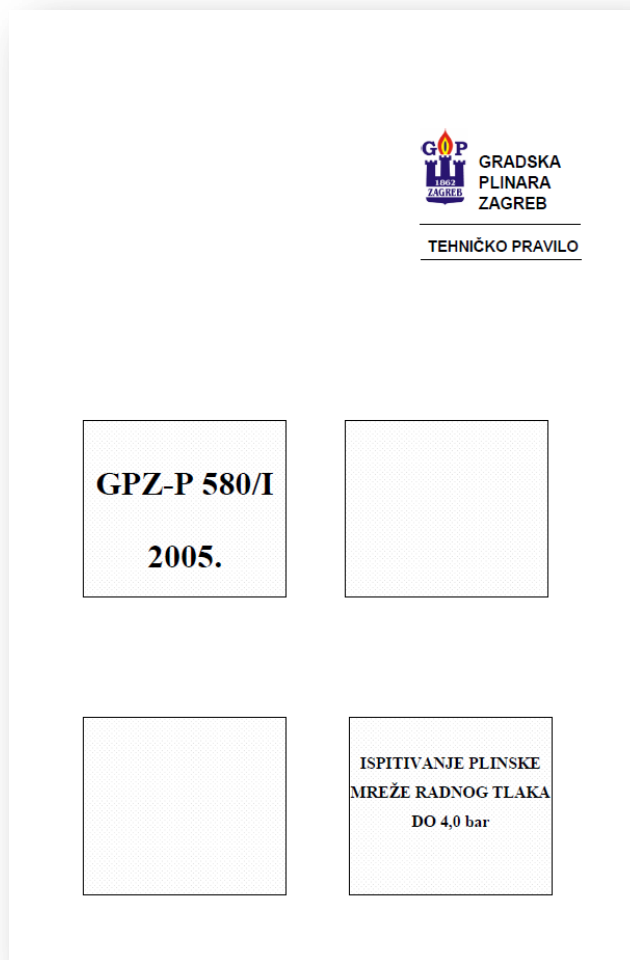 GOP
1862
ZAGREB
GRADSKA
PLINARA
ZAGREB
TEHNIČKO PRAVILO
GPZ-P 580/I
2005.
ISPITIVANJE PLINSKE
MREŽE RADNOG TLAKA
DO 4,0 bar